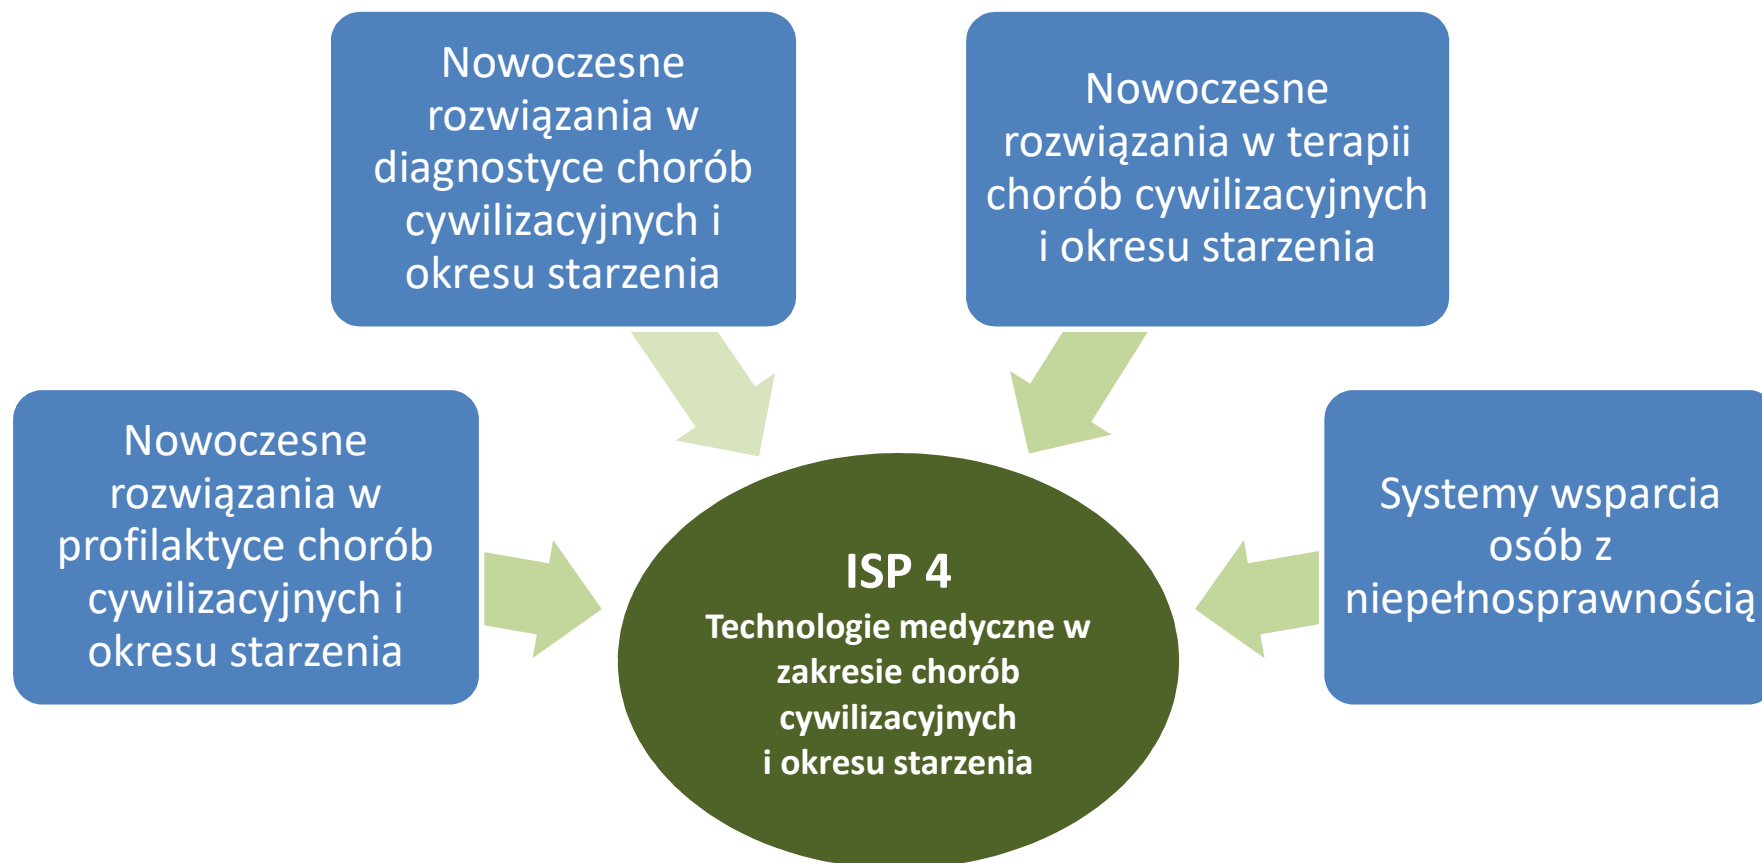 Nowoczesne
rozwiązania w
diagnostyce chorób
cywilizacyjnych i
okresu starzenia
Nowoczesne
rozwiązania w terapii
chorób cywilizacyjnych
i okresu starzenia
Nowoczesne
rozwiązania w
profilaktyce chorób
cywilizacyjnych i
okresu starzenia
Systemy wsparcia
osób z
niepełnosprawnością
ISP 4
Technologie medyczne w
zakresie chorób
cywilizacyjnych
i okresu starzenia